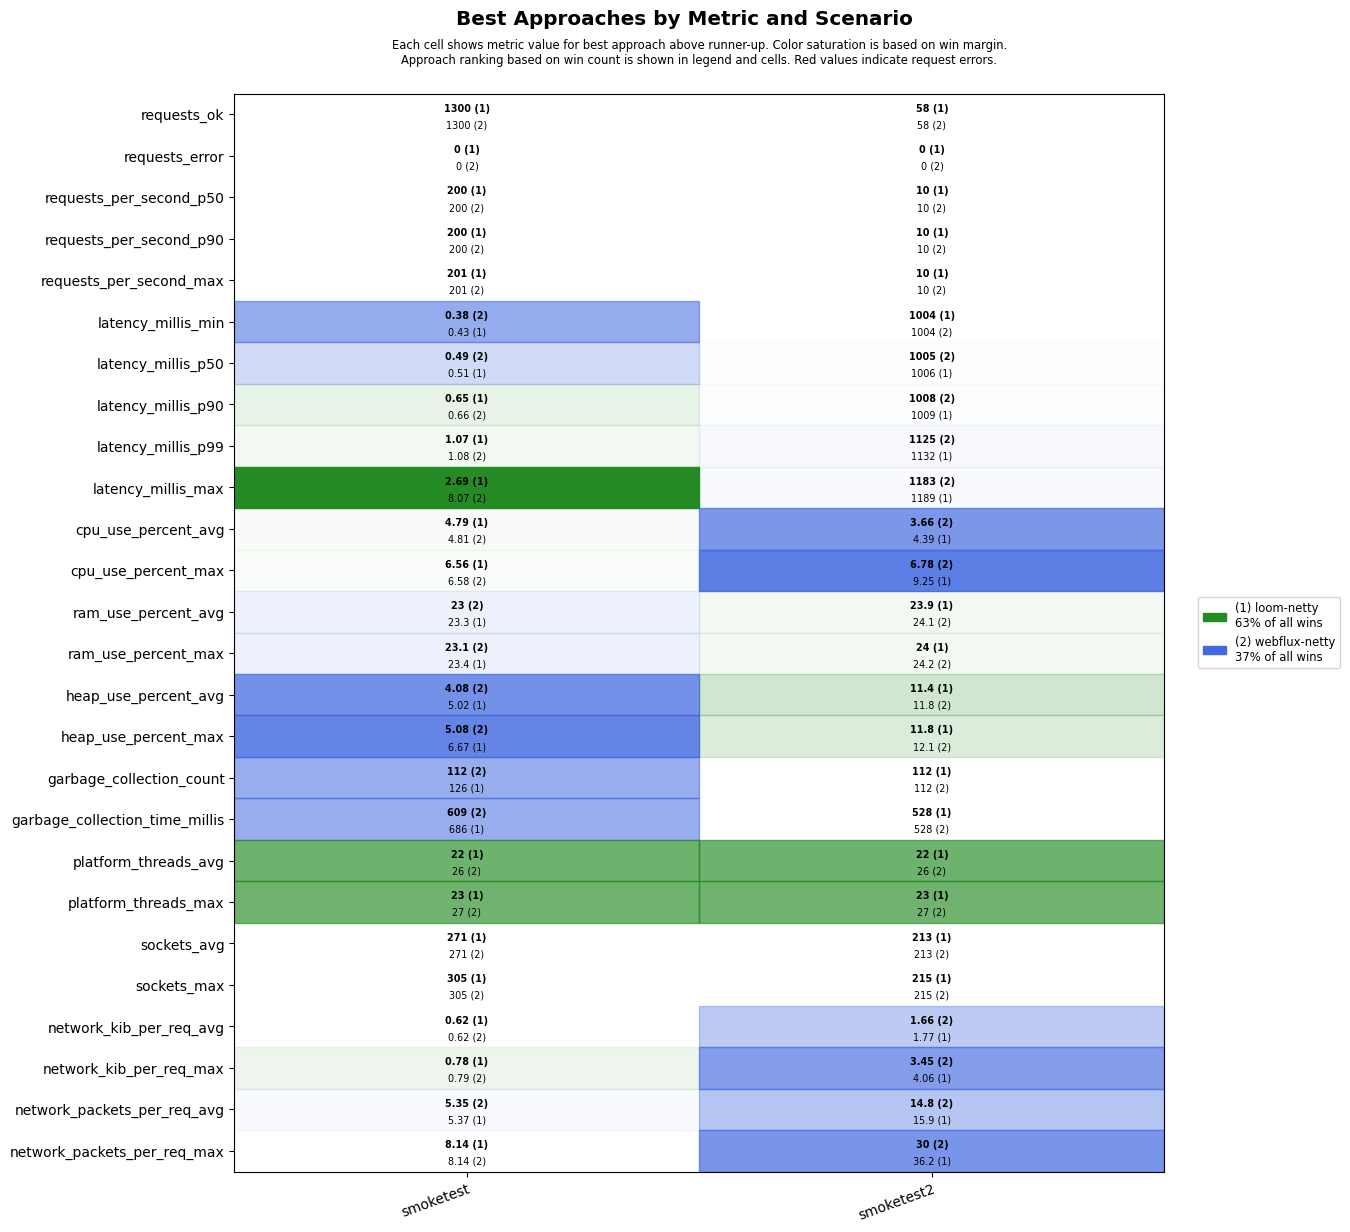 Best Approaches by Metric and Scenario
Each cell shows metric value for best approach above runner-up. Color saturation is based on win margin.
Approach ranking based on win count is shown in legend and cells. Red values indicate request errors.
requests_ok
1300 (1)
1300 (2)
58 (1)
58 (2)
requests_error
0 (1)
0 (2)
0 (1)
0 (2)
requests_per_second_p50
200 (1)
200 (2)
10 (1)
10 (2)
requests_per_second_p90
200 (1)
200 (2)
10 (1)
10 (2)
requests_per_second_max
201 (1)
201 (2)
10 (1)
10 (2)
latency_millis_min
0.38 (2)
0.43 (1)
1004 (1)
1004 (2)
latency_millis_p50
0.49 (2)
0.51 (1)
1005 (2)
1006 (1)
latency_millis_p90
0.65 (1)
0.66 (2)
1008 (2)
1009 (1)
latency_millis_p99
1.07 (1)
1.08 (2)
1125 (2)
1132 (1)
latency_millis_max
2.69 (1)
8.07 (2)
1183 (2)
1189 (1)
cpu_use_percent_avg
4.79 (1)
4.81 (2)
3.66 (2)
4.39 (1)
cpu_use_percent_max
6.56 (1)
6.58 (2)
6.78 (2)
9.25 (1)
ram_use_percent_avg
23 (2)
23.3 (1)
23.9 (1)
24.1 (2)
ram_use_percent_max
23.1 (2)
23.4 (1)
24 (1)
24.2 (2)
heap_use_percent_avg
4.08 (2)
5.02 (1)
11.4 (1)
11.8 (2)
heap_use_percent_max
5.08 (2)
6.67 (1)
11.8 (1)
12.1 (2)
garbage_collection_count
112 (2)
126 (1)
112 (1)
112 (2)
garbage_collection_time_millis
609 (2)
686 (1)
528 (1)
528 (2)
platform_threads_avg
22 (1)
26 (2)
22 (1)
26 (2)
platform_threads_max
23 (1)
27 (2)
23 (1)
27 (2)
sockets_avg
271 (1)
271 (2)
213 (1)
213 (2)
sockets_max
305 (1)
305 (2)
215 (1)
215 (2)
network_kib_per_req_avg
0.62 (1)
0.62 (2)
1.66 (2)
1.77 (1)
network_kib_per_req_max
0.78 (1)
0.79 (2)
3.45 (2)
4.06 (1)
network_packets_per_req_avg
5.35 (2)
5.37 (1)
14.8 (2)
15.9 (1)
network_packets_per_req_max
8.14 (1)
8.14 (2)
30 (2)
36.2 (1)
smoketest
smoketest2
(1) loom-netty
63% of all wins
(2) webflux-netty
37% of all wins